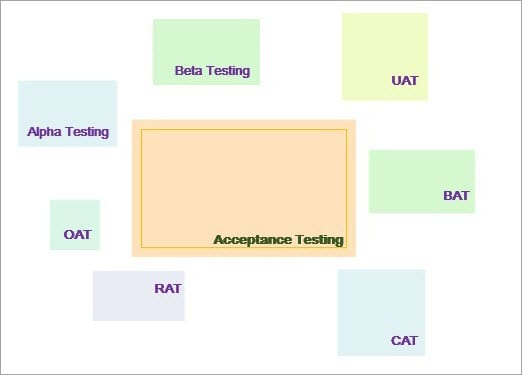 Beta Testing
UAT
Alpha Testing
BAT
OAT
Acceptance Testing
RAT
CAT